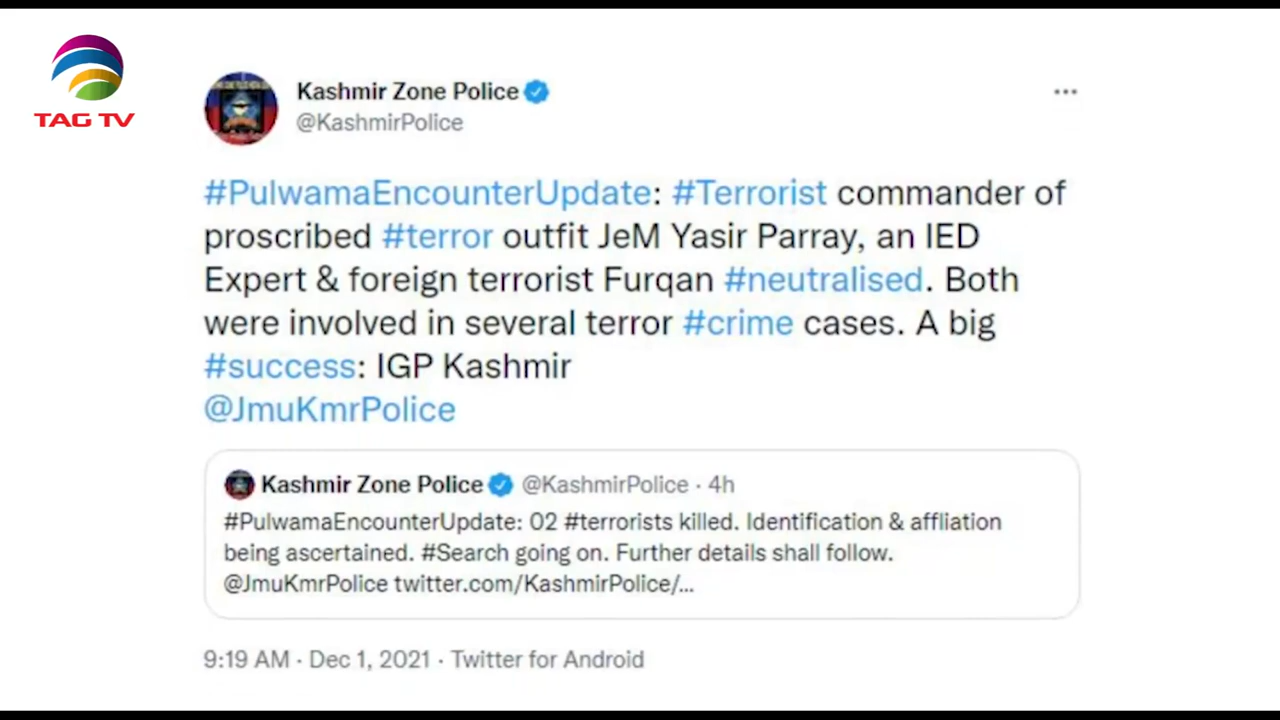 TAG TV
Kashmir Zone Police
@KashmirPolice
#PulwamaEncounterUpdate: #Terrorist commander of
proscribed #terror outfit JeM Yasir Parray, an IED
Expert & foreign terrorist Furqan #neutralised. Both
were involved in several terror #crime cases. A big
#success: IGP Kashmir
@JmuKmrPolice
Kashmir Zone Police @KashmirPolice · 4h
#PulwamaEncounterUpdate: 02 #terrorists killed. Identification & affliation
being ascertained. #Search going on. Further details shall follow.
@JmuKmrPolice twitter.com/KashmirPolice/...
9:19 AM · Dec 1, 2021 · Twitter for Android